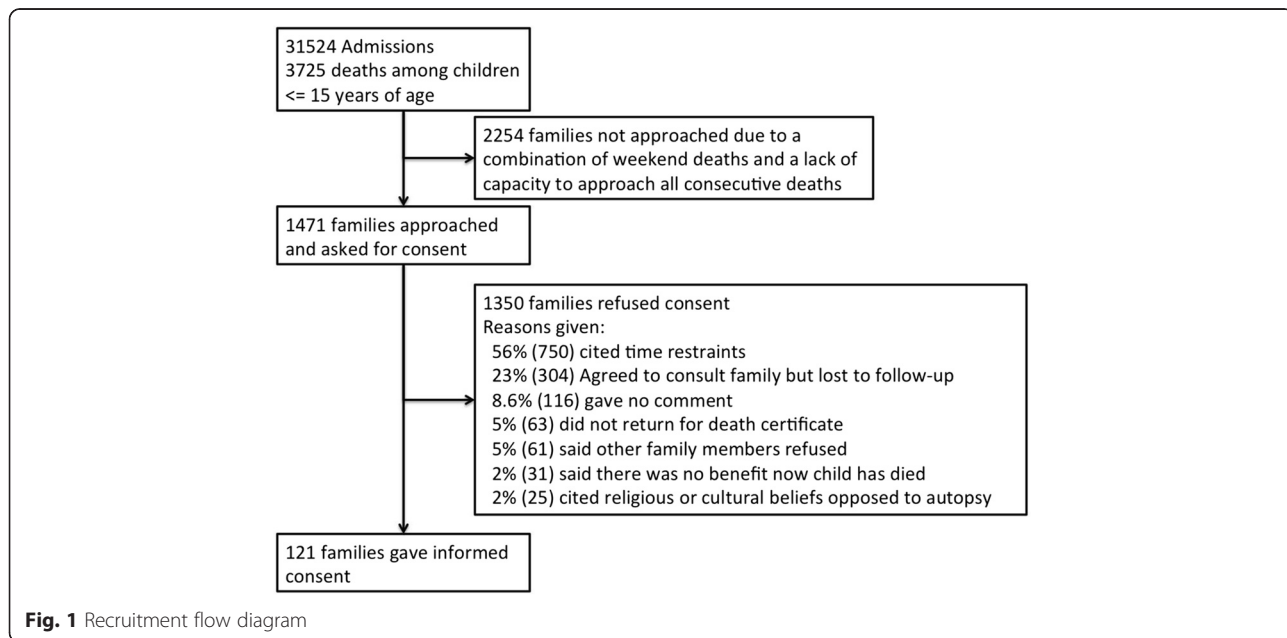 31524 Admissions
3725 deaths among children
<= 15 years of age
2254 families not approached due to a
combination of weekend deaths and a lack of
capacity to approach all consecutive deaths
1471 families approached
and asked for consent
1350 families refused consent
Reasons given:
56% (750) cited time restraints
23% (304) Agreed to consult family but lost to follow-up
8.6% (116) gave no comment
5% (63) did not return for death certificate
5% (61) said other family members refused
2% (31) said there was no benefit now child has died
2% (25) cited religious or cultural beliefs opposed to autopsy
121 families gave informed
consent
Fig. 1 Recruitment flow diagram